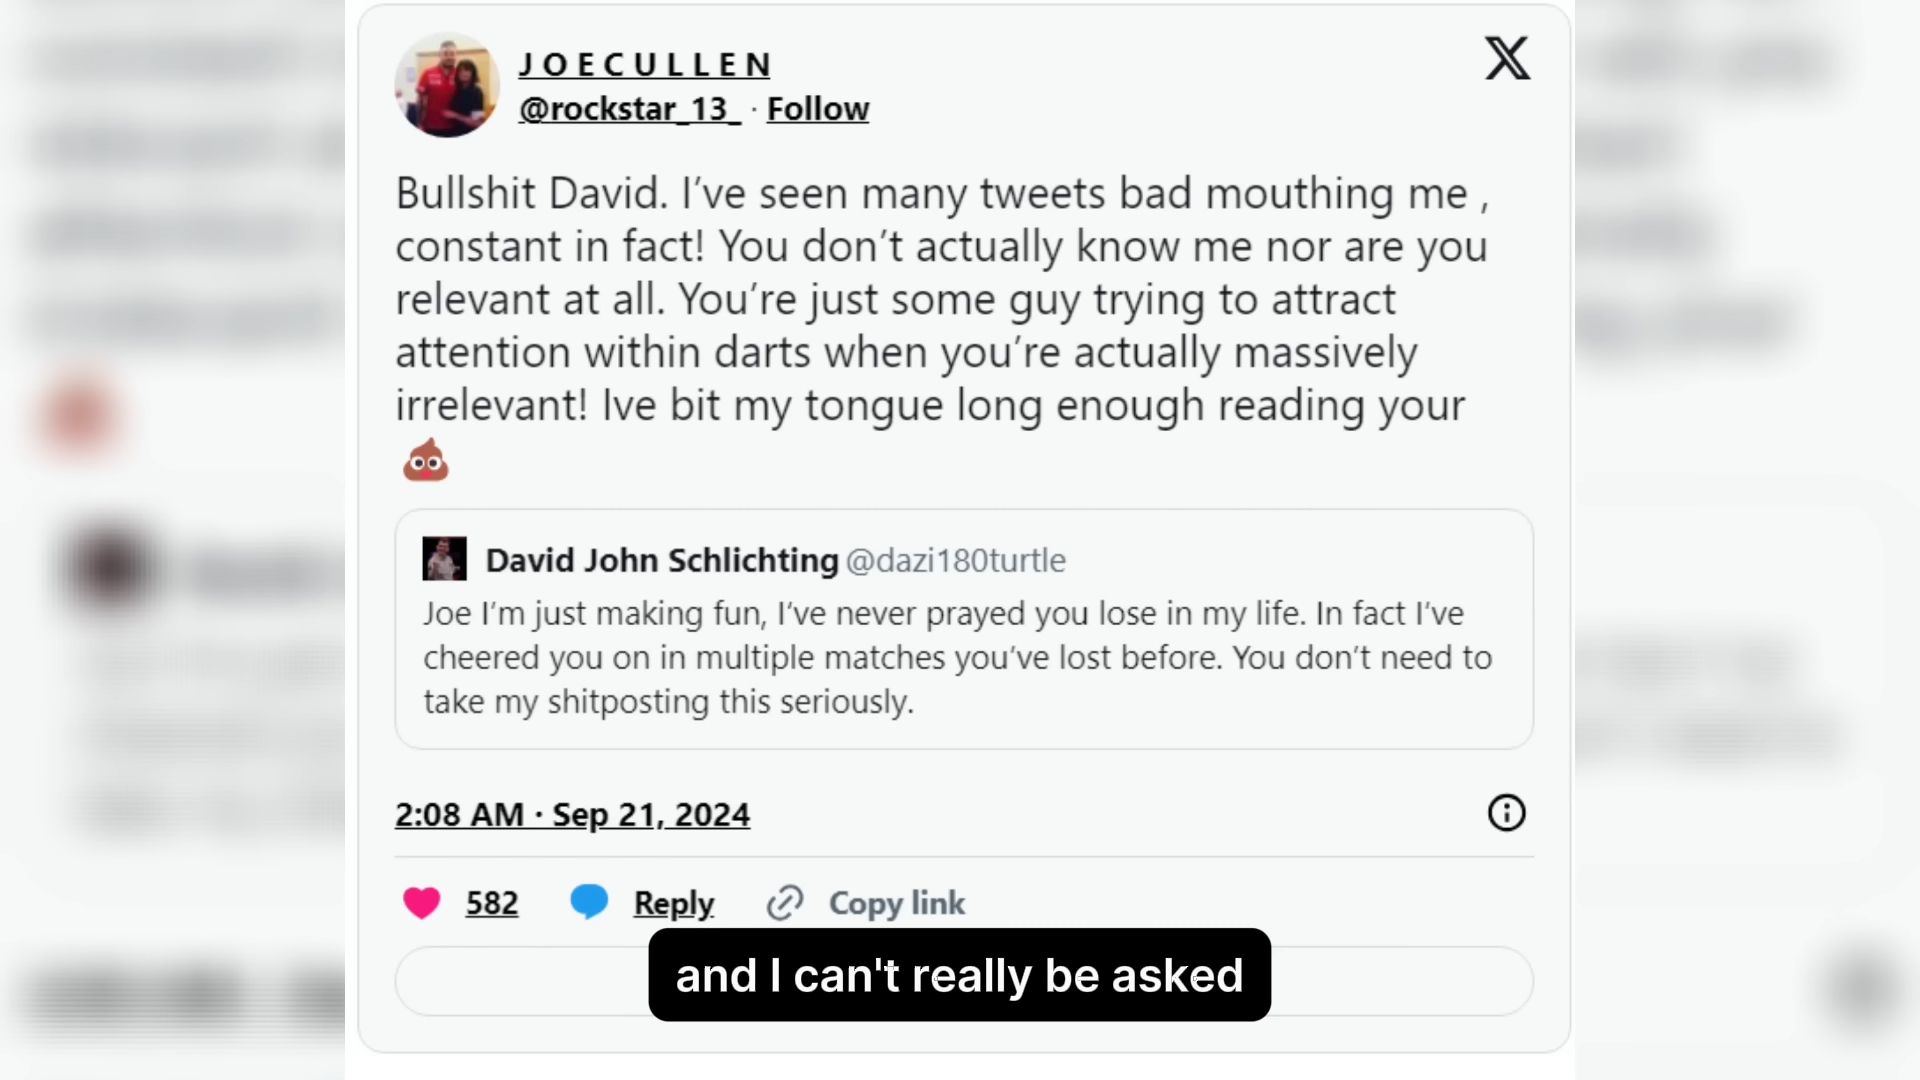 J O E C U L L E N
@rockstar_13_ · Follow
Bullshit David. I’ve seen many tweets bad mouthing me ,
constant in fact! You don’t actually know me nor are you
relevant at all. You’re just some guy trying to attract
attention within darts when you’re actually massively
irrelevant! Ive bit my tongue long enough reading your
💩
David John Schlichting @dazi180turtle
Joe I’m just making fun, I’ve never prayed you lose in my life. In fact I’ve
cheered you on in multiple matches you’ve lost before. You don’t need to
take my shitposting this seriously.
2:08 AM · Sep 21, 2024
582 Reply Copy link
and I can't really be asked